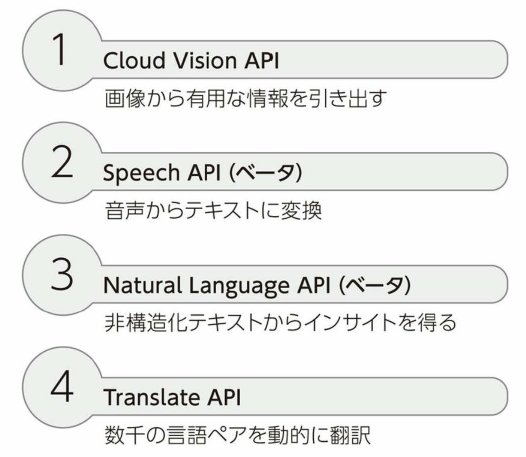 1
Cloud Vision API
画像から有用な情報を引き出す
2
Speech API（ベータ）
音声からテキストに変換
3
Natural Language API（ベータ）
非構造化テキストからインサイトを得る
4
Translate API
数千の言語ペアを動的に翻訳